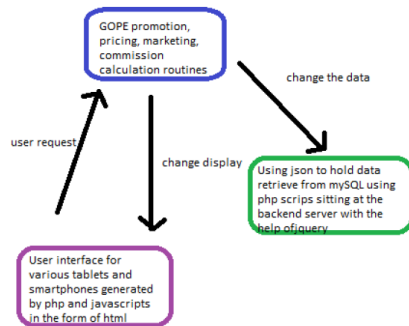 GOPE promotion,
pricing, marketing,
commission
calculation routines
change the data
user request
change display
Using json to hold data
retrieve from mySQL using
php scrips sitting at the
backend server with the
help ofjquery
User interface for
various tablets and
smartphones generated
by php and javascripts
in the form of html